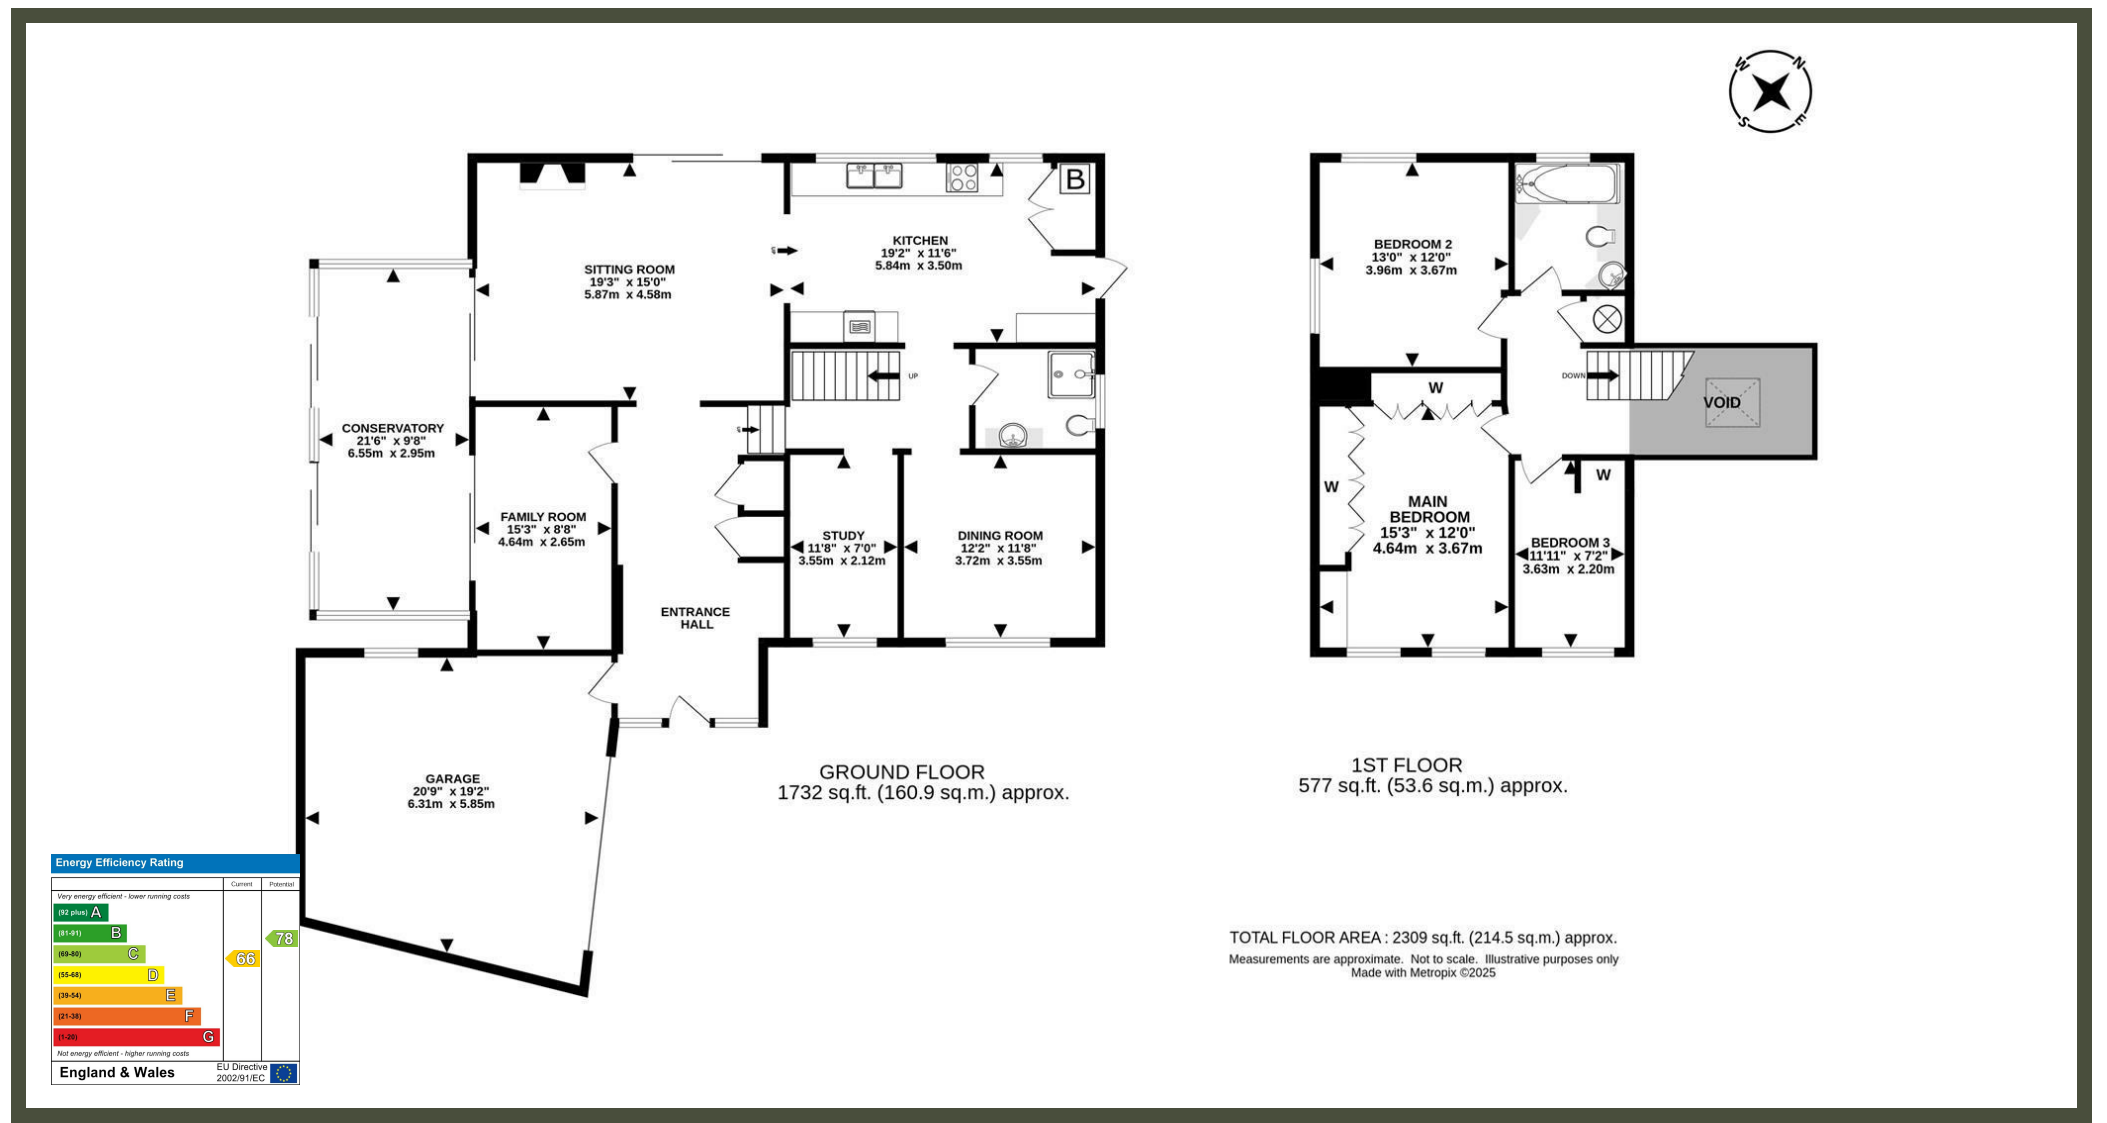 W
N
S
E
B
KITCHEN
19'2" x 11'6"
5.84m x 3.50m
SITTING ROOM
19'3" x 15'0"
5.87m x 4.58m
UP
CONSERVATORY
21'6" x 9'8"
6.55m x 2.95m
FAMILY ROOM
15'3" x 8'8"
4.64m x 2.65m
STUDY
11'8" x 7'0"
3.55m x 2.12m
DINING ROOM
12'2" x 11'8"
3.72m x 3.55m
ENTRANCE
HALL
GARAGE
20'9" x 19'2"
6.31m x 5.85m
GROUND FLOOR
1732 sq.ft. (160.9 sq.m.) approx.
BEDROOM 2
13'0" x 12'0"
3.96m x 3.67m
W
DOWN
VOID
W
MAIN
BEDROOM
15'3" x 12'0"
4.64m x 3.67m
W
BEDROOM 3
11'11" x 7'2"
3.63m x 2.20m
1ST FLOOR
577 sq.ft. (53.6 sq.m.) approx.
TOTAL FLOOR AREA : 2309 sq.ft. (214.5 sq.m.) approx.
Measurements are approximate. Not to scale. Illustrative purposes only
Made with Metropix ©2025
Energy Efficiency Rating
Current Potential
Very energy efficient - lower running costs
(92 plus) A
(81-91) B
(69-80) C
(55-68) D
(39-54) E
(21-38) F
(1-20) G
66
78
Not energy efficient - higher running costs
England & Wales
EU Directive
2002/91/EC